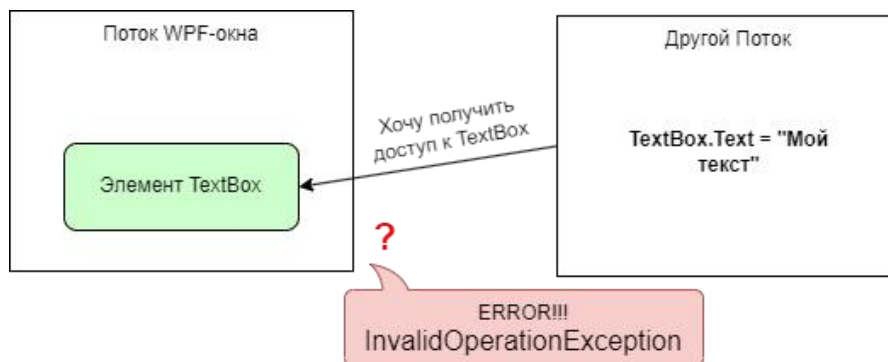 Поток WPF-окна
Элемент TextBox
Хочу получить
доступ к TextBox
Другой Поток
TextBox.Text = "Мой
текст"
?
ERROR!!!
InvalidOperationException